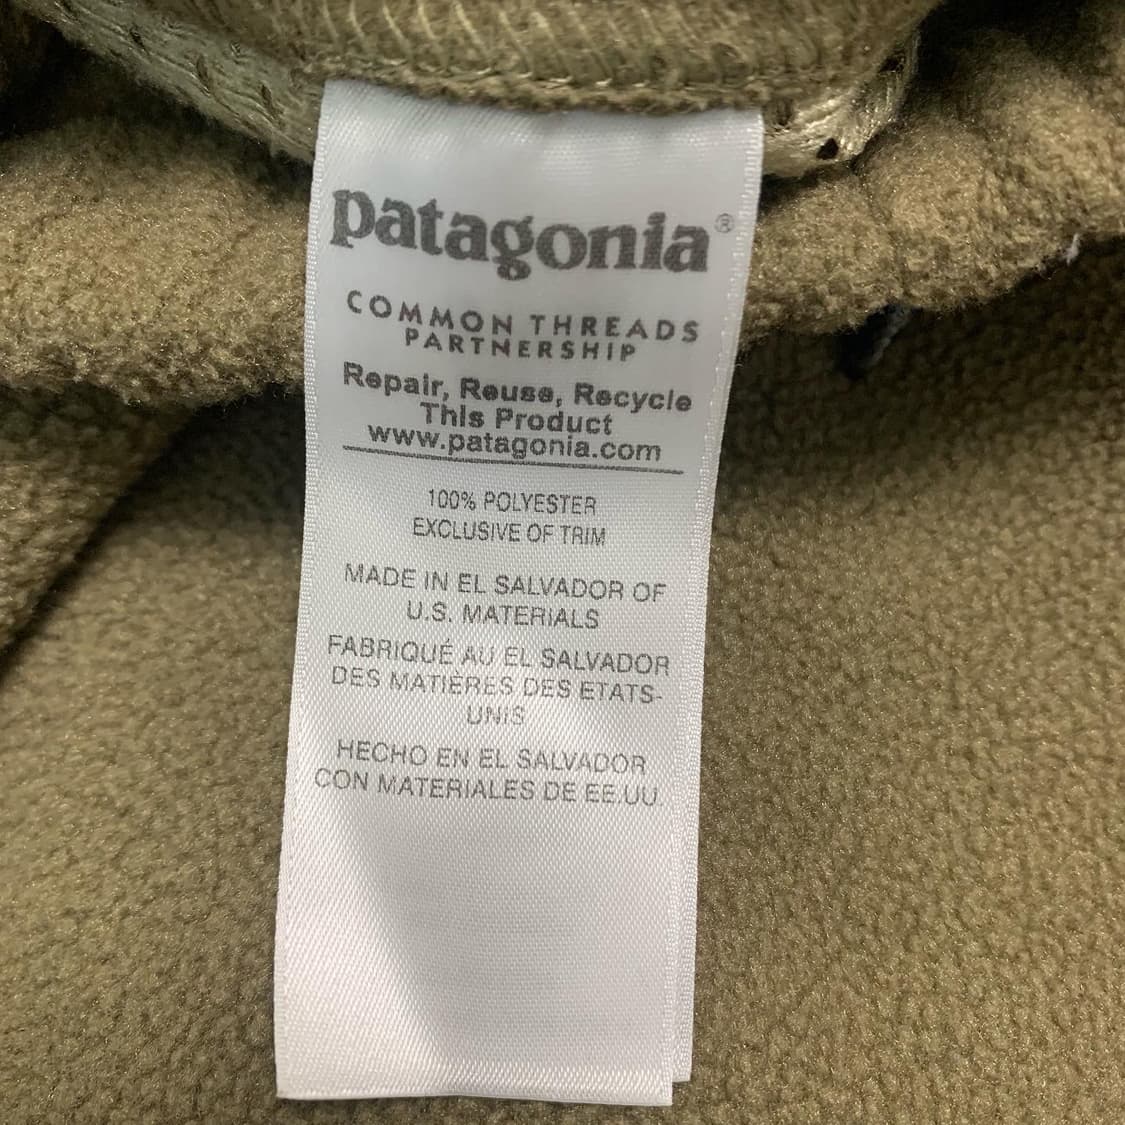 patagonia®
COMMON THREADS
PARTNERSHIP
Repair, Reuse, Recycle
This Product
www.patagonia.com
100% POLYESTER
EXCLUSIVE OF TRIM
MADE IN EL SALVADOR OF
U.S. MATERIALS
FABRIQUÉ AU EL SALVADOR
DES MATIÈRES DES ETATS-
UNIS
HECHO EN EL SALVADOR
CON MATERIALES DE EE.UU.